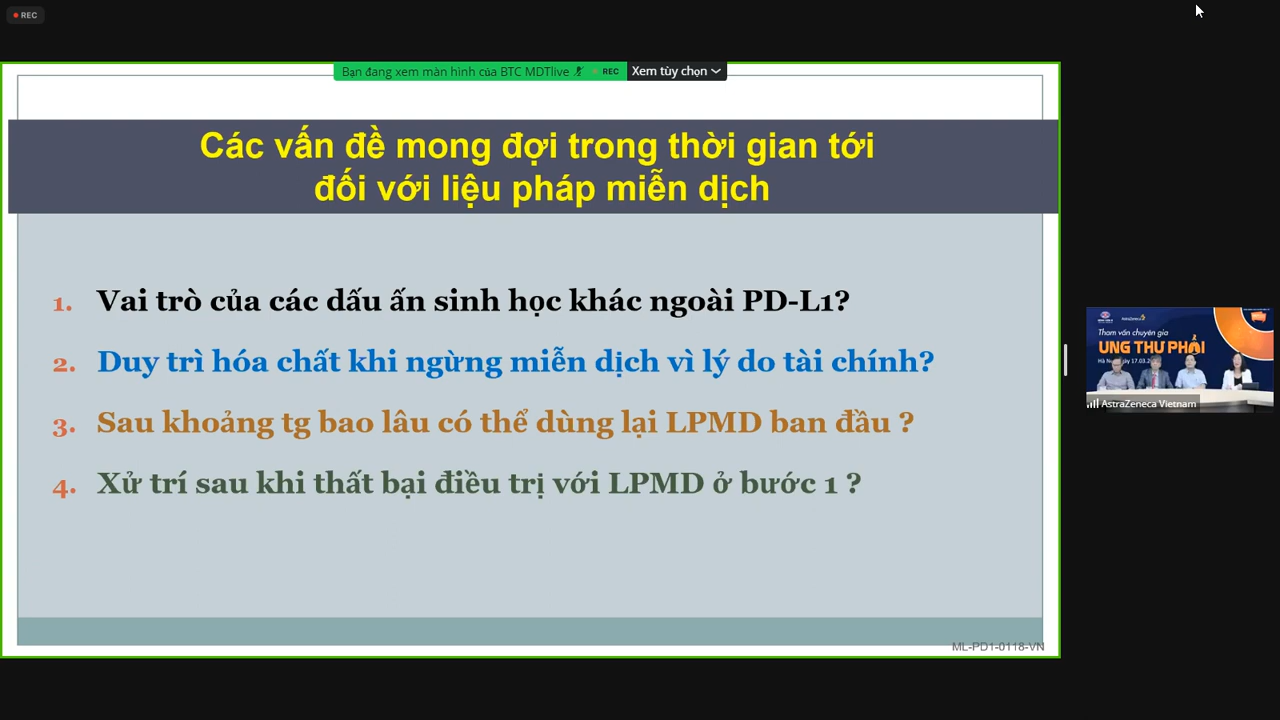 REC
Bạn đang xem màn hình của BTC MDTlive REC Xem tùy chọn
Các vấn đề mong đợi trong thời gian tới
đối với liệu pháp miễn dịch
1. Vai trò của các dấu ấn sinh học khác ngoài PD-L1?
2. Duy trì hóa chất khi ngừng miễn dịch vì lý do tài chính?
3. Sau khoảng tg bao lâu có thể dùng lại LPMD ban đầu ?
4. Xử trí sau khi thất bại điều trị với LPMD ở bước 1 ?
ML-PD1-0118-VN
AstraZeneca
Tham vấn chuyên gia
UNG THƯ PHỔI
AstraZeneca Vietnam